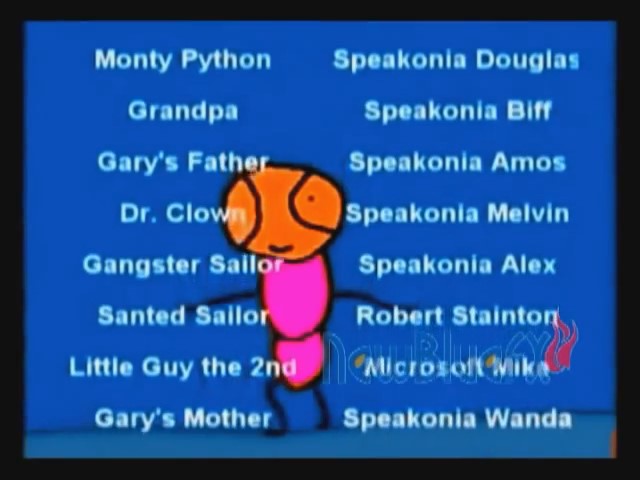 Monty Python Speakonia Douglas
Grandpa Speakonia Biff
Gary's Father Speakonia Amos
Dr. Clown Speakonia Melvin
Gangster Sailor Speakonia Alex
Santed Sailor Robert Stainton
Little Guy the 2nd Microsoft Mike
NewBlueFX
Gary's Mother Speakonia Wanda